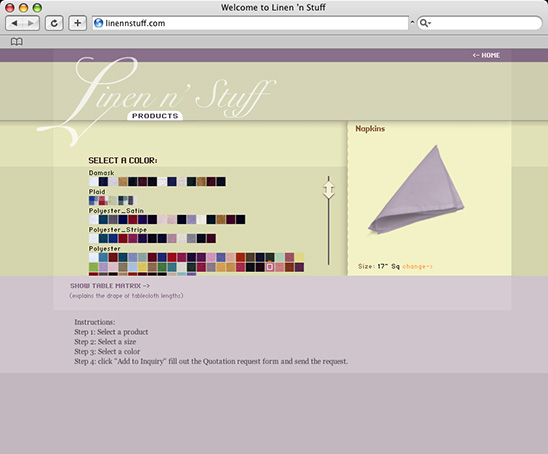 Welcome to Linen 'n Stuff
linennstuff.com
Q
<- HOME
Linen n' Stuff
PRODUCTS
Napkins
SELECT A COLOR:
Damask
Plaid
Polyester_Satin
Polyester_Stripe
Polyester
Size: 17" Sq change->
SHOW TABLE MATRIX ->
(explains the drape of tablecloth lengths)
Instructions:
Step 1: Select a product
Step 2: Select a size
Step 3: Select a color
Step 4: click "Add to Inquiry" fill out the Quotation request form and send the request.